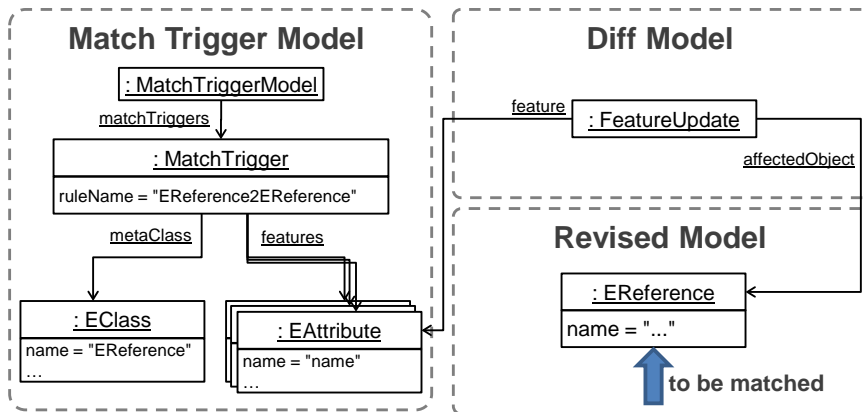 Match Trigger Model
: MatchTriggerModel
matchTriggers
: MatchTrigger
ruleName = "EReference2EReference"
metaClass
features
: EClass
name = "EReference"
…
: EAttribute
name = "name"
…
Diff Model
feature
: FeatureUpdate
affectedObject
Revised Model
: EReference
name = "..."
to be matched